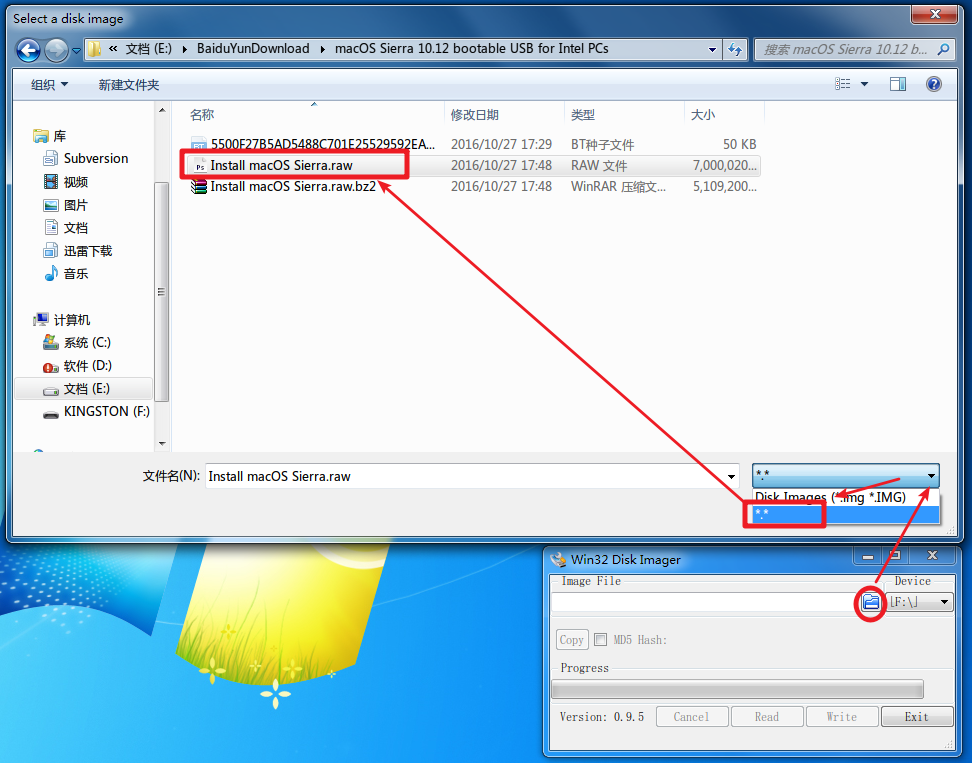 Select a disk image
« 文档 (E:) BaiduYunDownload macOS Sierra 10.12 bootable USB for Intel PCs
搜索 macOS Sierra 10.12 b...
组织 新建文件夹
名称 修改日期 类型 大小
5500F27B5AD5488C701E25529592EA... 2016/10/27 17:29 BT种子文件 50 KB
Install macOS Sierra.raw 2016/10/27 17:48 RAW 文件 7,000,020...
Install macOS Sierra.raw.bz2 2016/10/27 17:48 WinRAR 压缩文... 5,109,200...
库
Subversion
视频
图片
文档
迅雷下载
音乐
计算机
系统 (C:)
软件 (D:)
文档 (E:)
KINGSTON (F:)
文件名(N): Install macOS Sierra.raw
*.*
Disk Images (*.img *.IMG)
*.*
Win32 Disk Imager
Image File Device
[F:\]
Copy MD5 Hash:
Progress
Version: 0.9.5 Cancel Read Write Exit